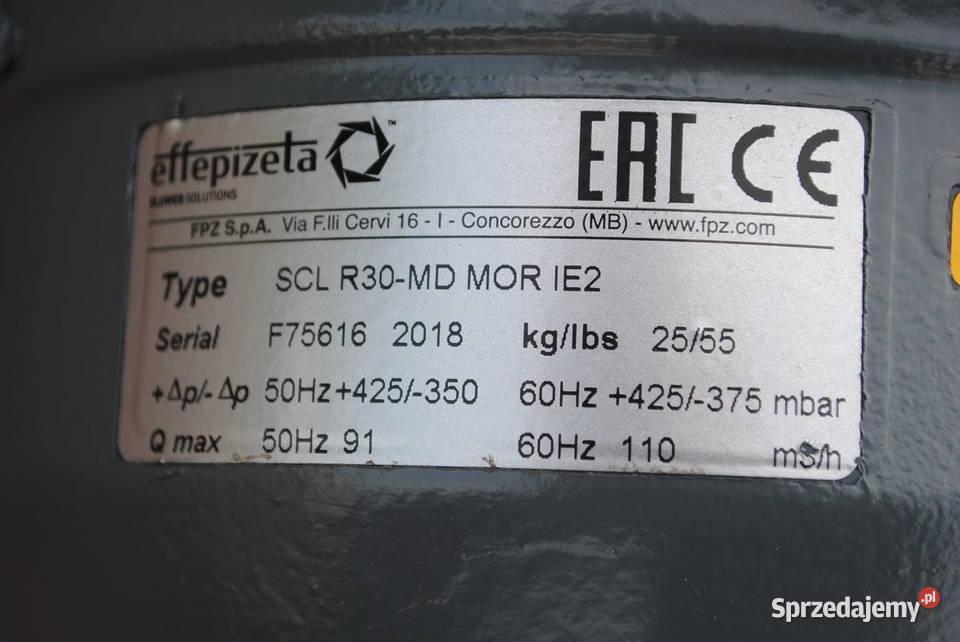 effepizeta™ EAC CE
BLOWER SOLUTIONS
FPZ S.p.A. Via F.lli Cervi 16 - I - Concorezzo (MB) - www.fpz.com
Type SCL R30-MD MOR IE2
Serial F75616 2018 kg/lbs 25/55
+Δp/-Δp 50Hz+425/-350 60Hz +425/-375 mbar
Q max 50Hz 91 60Hz 110 m3/h
Sprzedajemy.pl